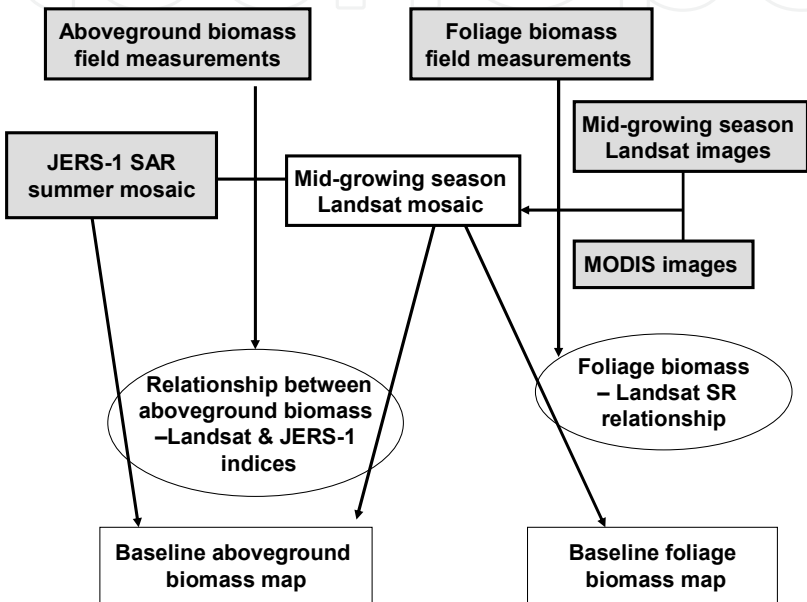 Aboveground biomass
field measurements
Foliage biomass
field measurements
Mid-growing season
Landsat images
JERS-1 SAR
summer mosaic
Mid-growing season
Landsat mosaic
MODIS images
Relationship between
aboveground biomass
–Landsat & JERS-1
indices
Foliage biomass
– Landsat SR
relationship
Baseline aboveground
biomass map
Baseline foliage
biomass map